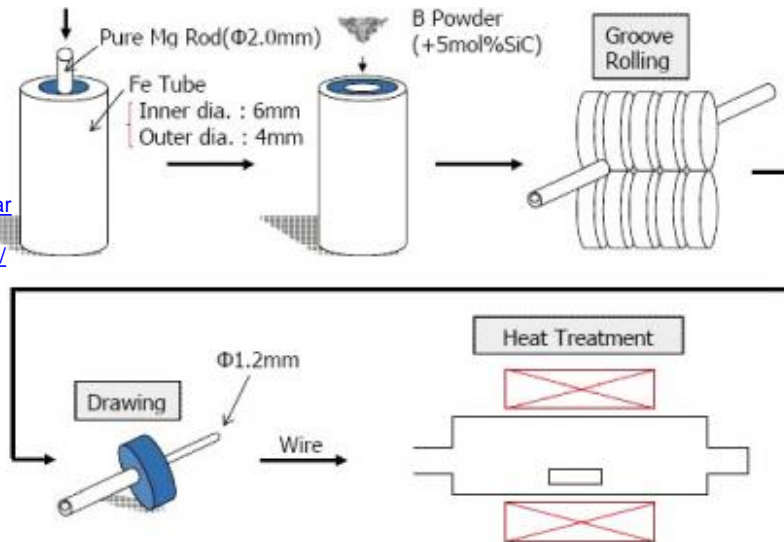 Pure Mg Rod(Φ2.0mm)
Fe Tube
Inner dia. : 6mm
Outer dia. : 4mm
B Powder
(+5mol%SiC)
Groove
Rolling
ar
/
Heat Treatment
Φ1.2mm
Drawing
Wire